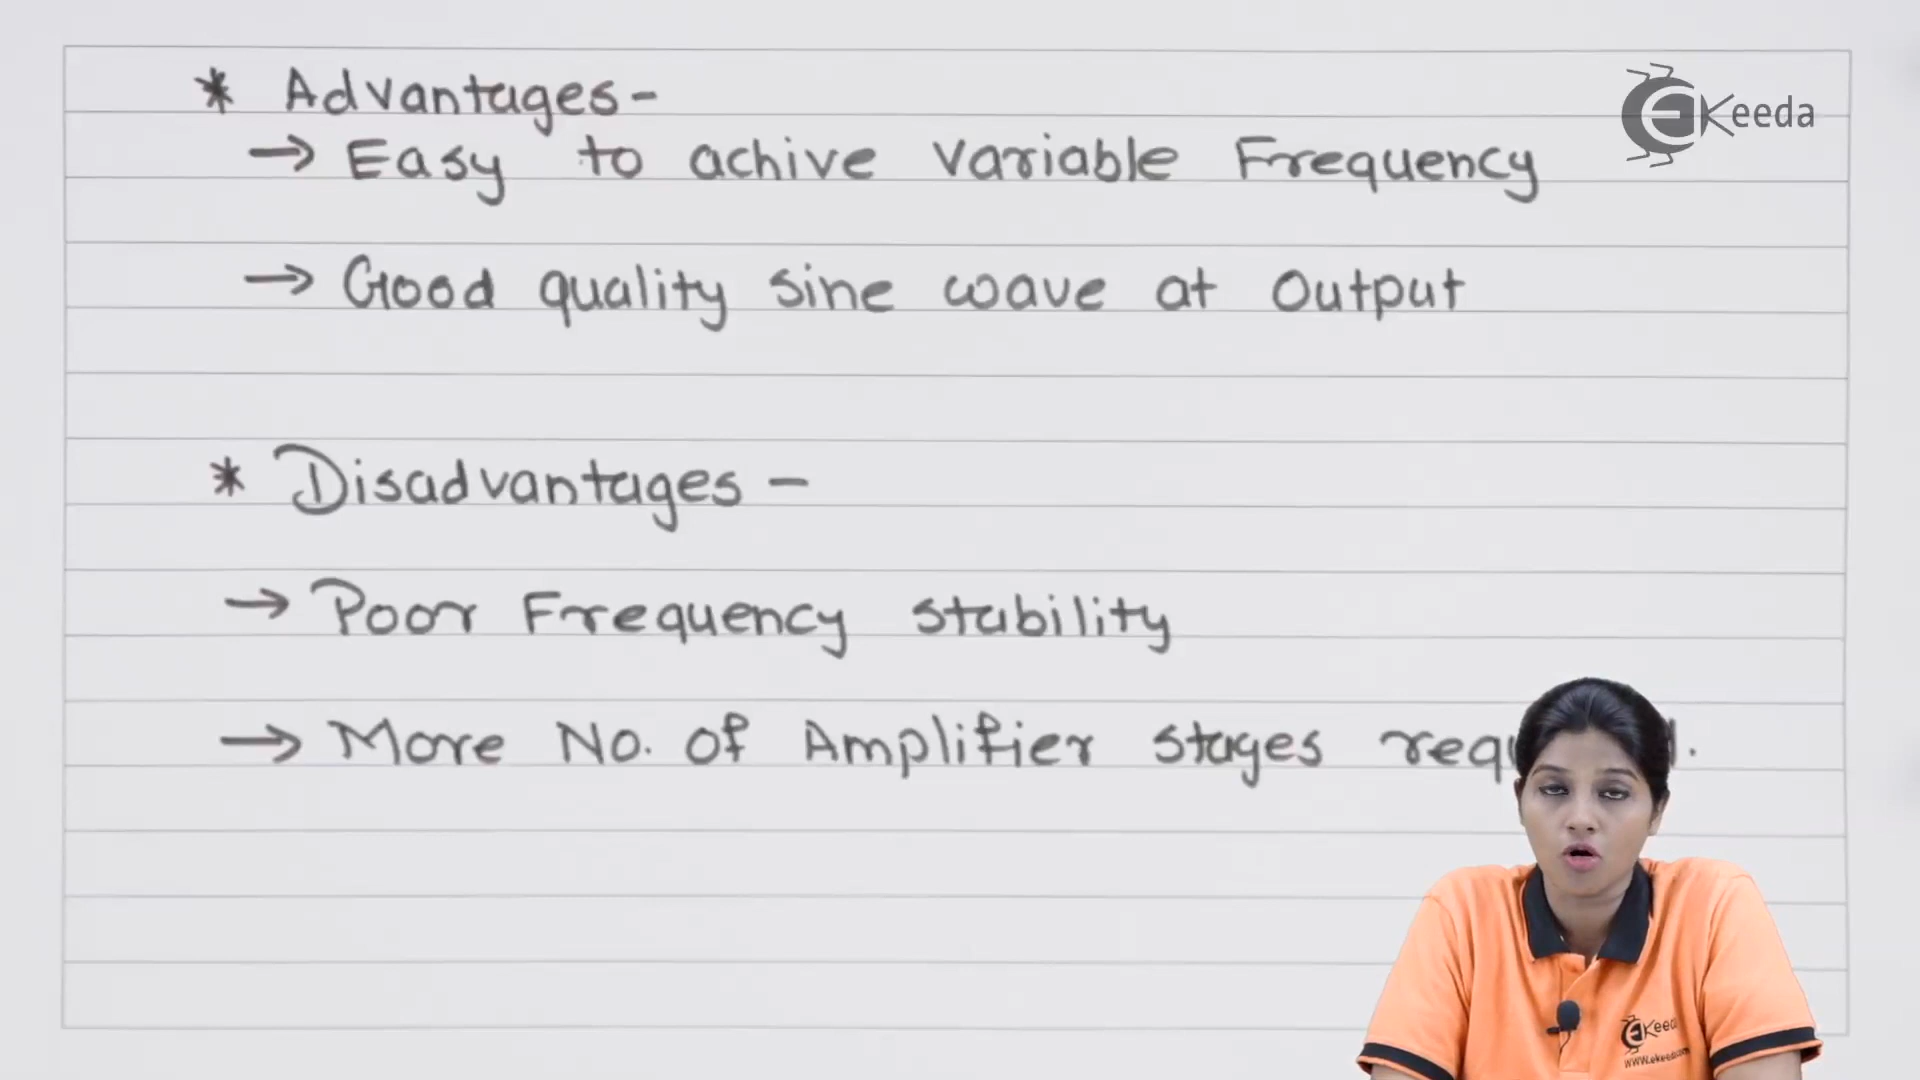 * Advantages-
Keeda
→ Easy to achive variable Frequency
→ Good quality sine wave at Output
* Disadvantages -
→ Poor Frequency stability
→ More No. of Amplifier stages
Keeda